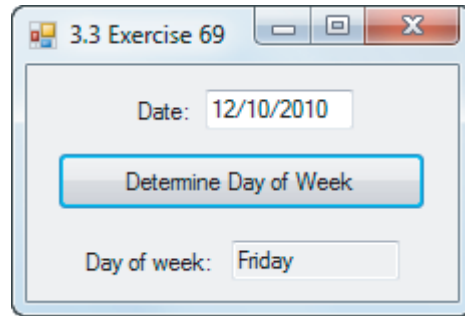 3.3 Exercise 69
Date: 12/10/2010
Determine Day of Week
Day of week: Friday